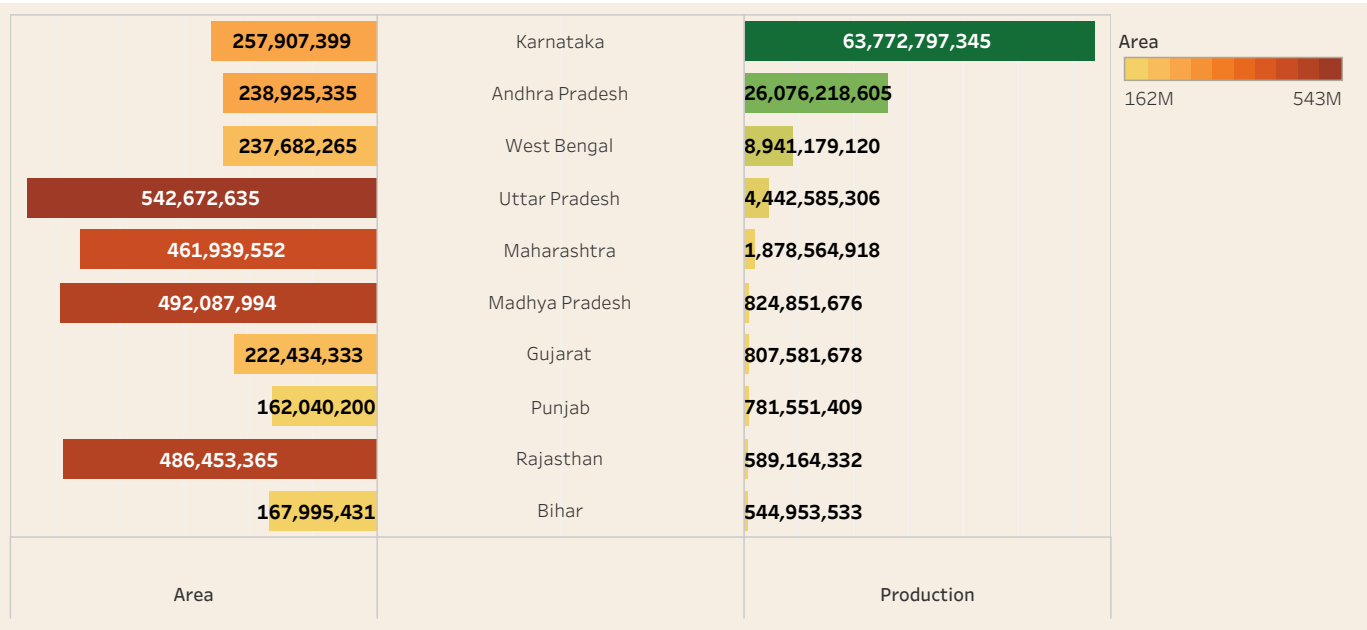 257,907,399 Karnataka 63,772,797,345
238,925,335 Andhra Pradesh 26,076,218,605
237,682,265 West Bengal 8,941,179,120
542,672,635 Uttar Pradesh 4,442,585,306
461,939,552 Maharashtra 1,878,564,918
492,087,994 Madhya Pradesh 824,851,676
222,434,333 Gujarat 807,581,678
162,040,200 Punjab 781,551,409
486,453,365 Rajasthan 589,164,332
167,995,431 Bihar 544,953,533
Area Production
Area
162M 543M